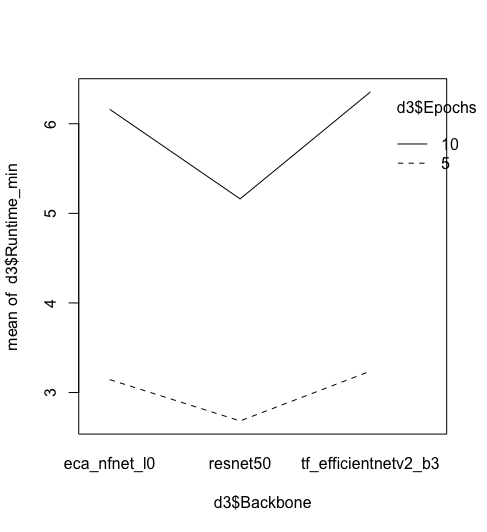 d3$Epochs
10
5
6
5
4
3
mean of d3$Runtime_min
eca_nfnet_l0 resnet50 tf_efficientnetv2_b3
d3$Backbone